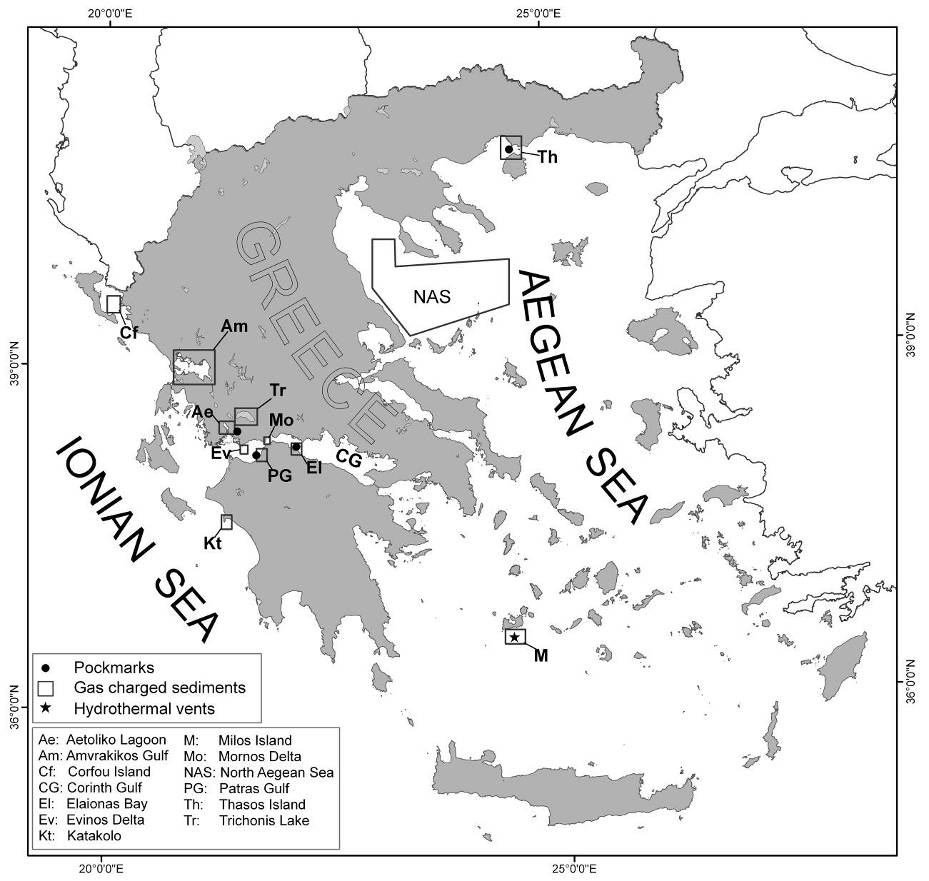 20°0'0"E
25°0'0"E
Th
GREECE
NAS
AEGEAN SEA
Cf
Am
39°0'0"N
39°0'0"N
Tr
Ae
Mo
Ev
CG
El
PG
IONIAN SEA
Kt
M
36°0'0"N
36°0'0"N
Pockmarks
Gas charged sediments
Hydrothermal vents
Ae: Aetoliko Lagoon
Am: Amvrakikos Gulf
Cf: Corfou Island
CG: Corinth Gulf
El: Elaionas Bay
Ev: Evinos Delta
Kt: Katakolo
M: Milos Island
Mo: Mornos Delta
NAS: North Aegean Sea
PG: Patras Gulf
Th: Thasos Island
Tr: Trichonis Lake
20°0'0"E
25°0'0"E